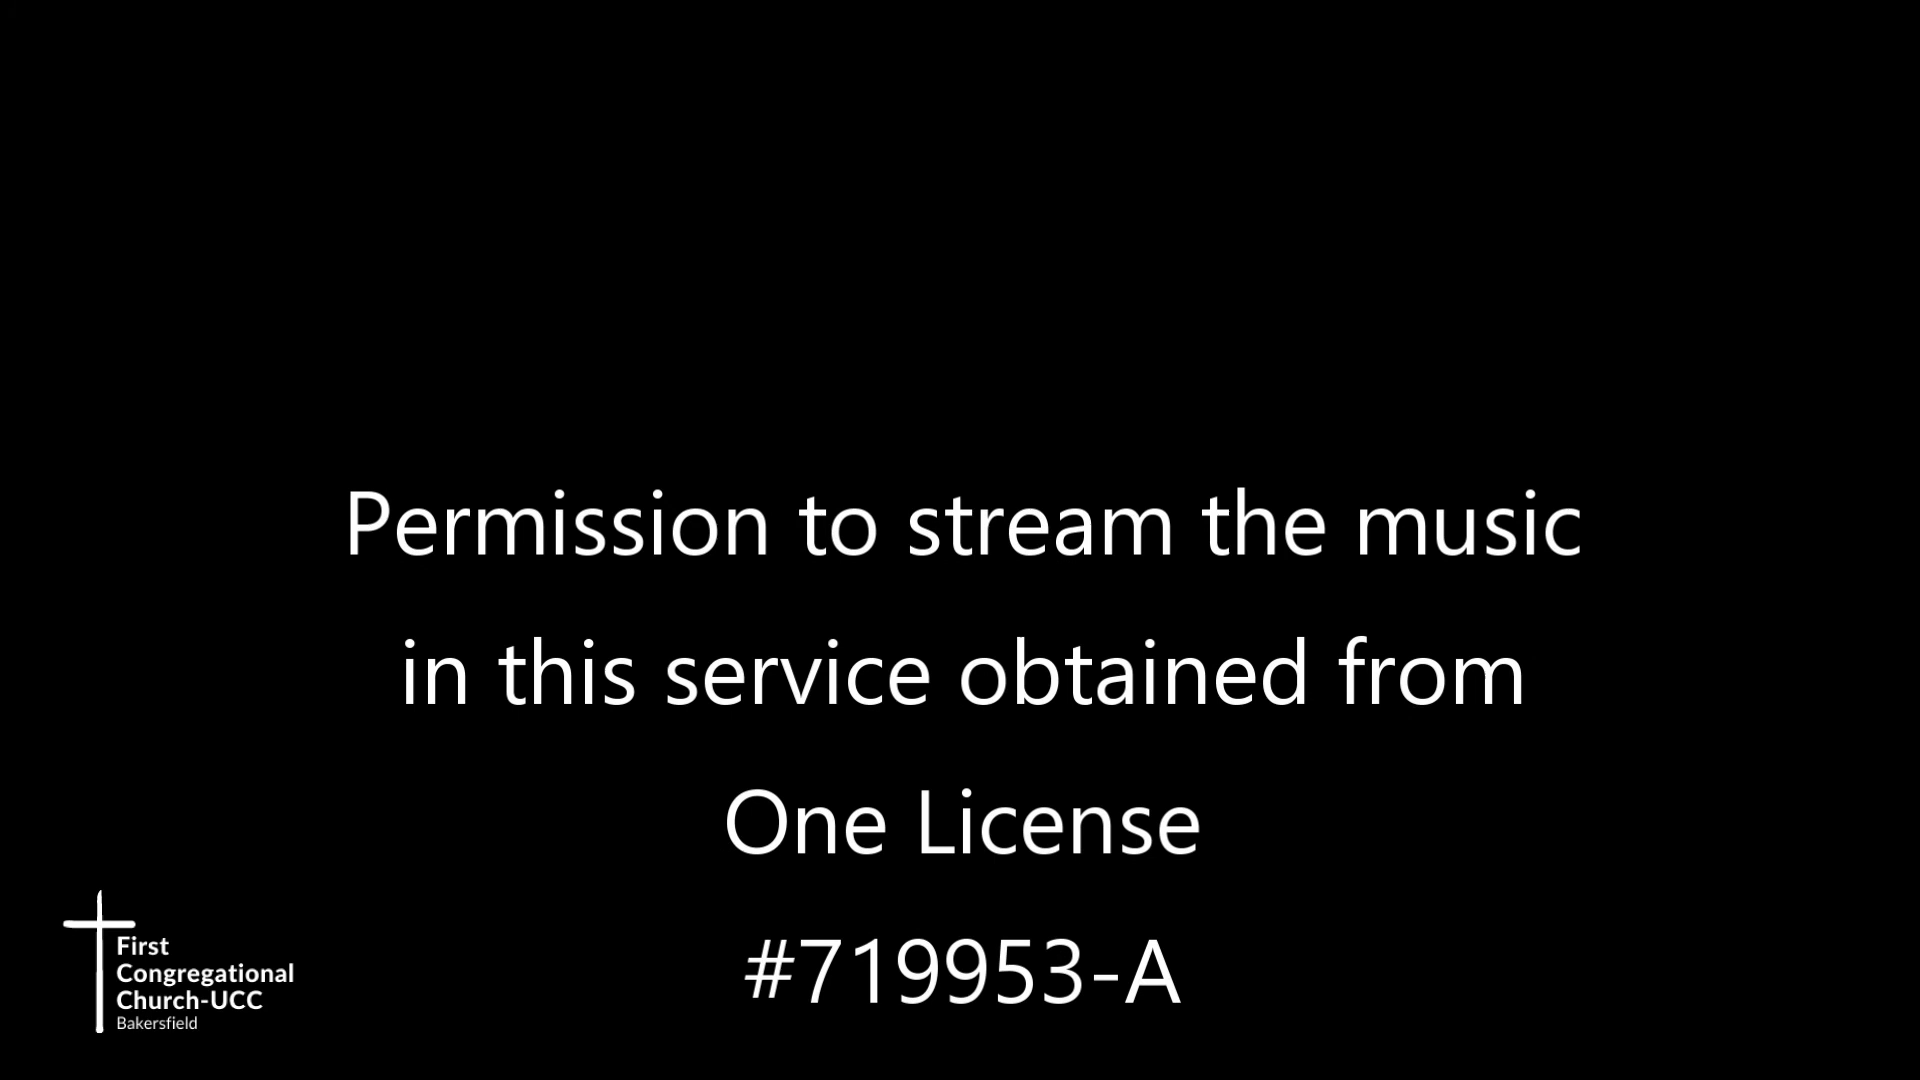 Permission to stream the music
in this service obtained from
One License
#719953-A
First
Congregational
Church-UCC
Bakersfield